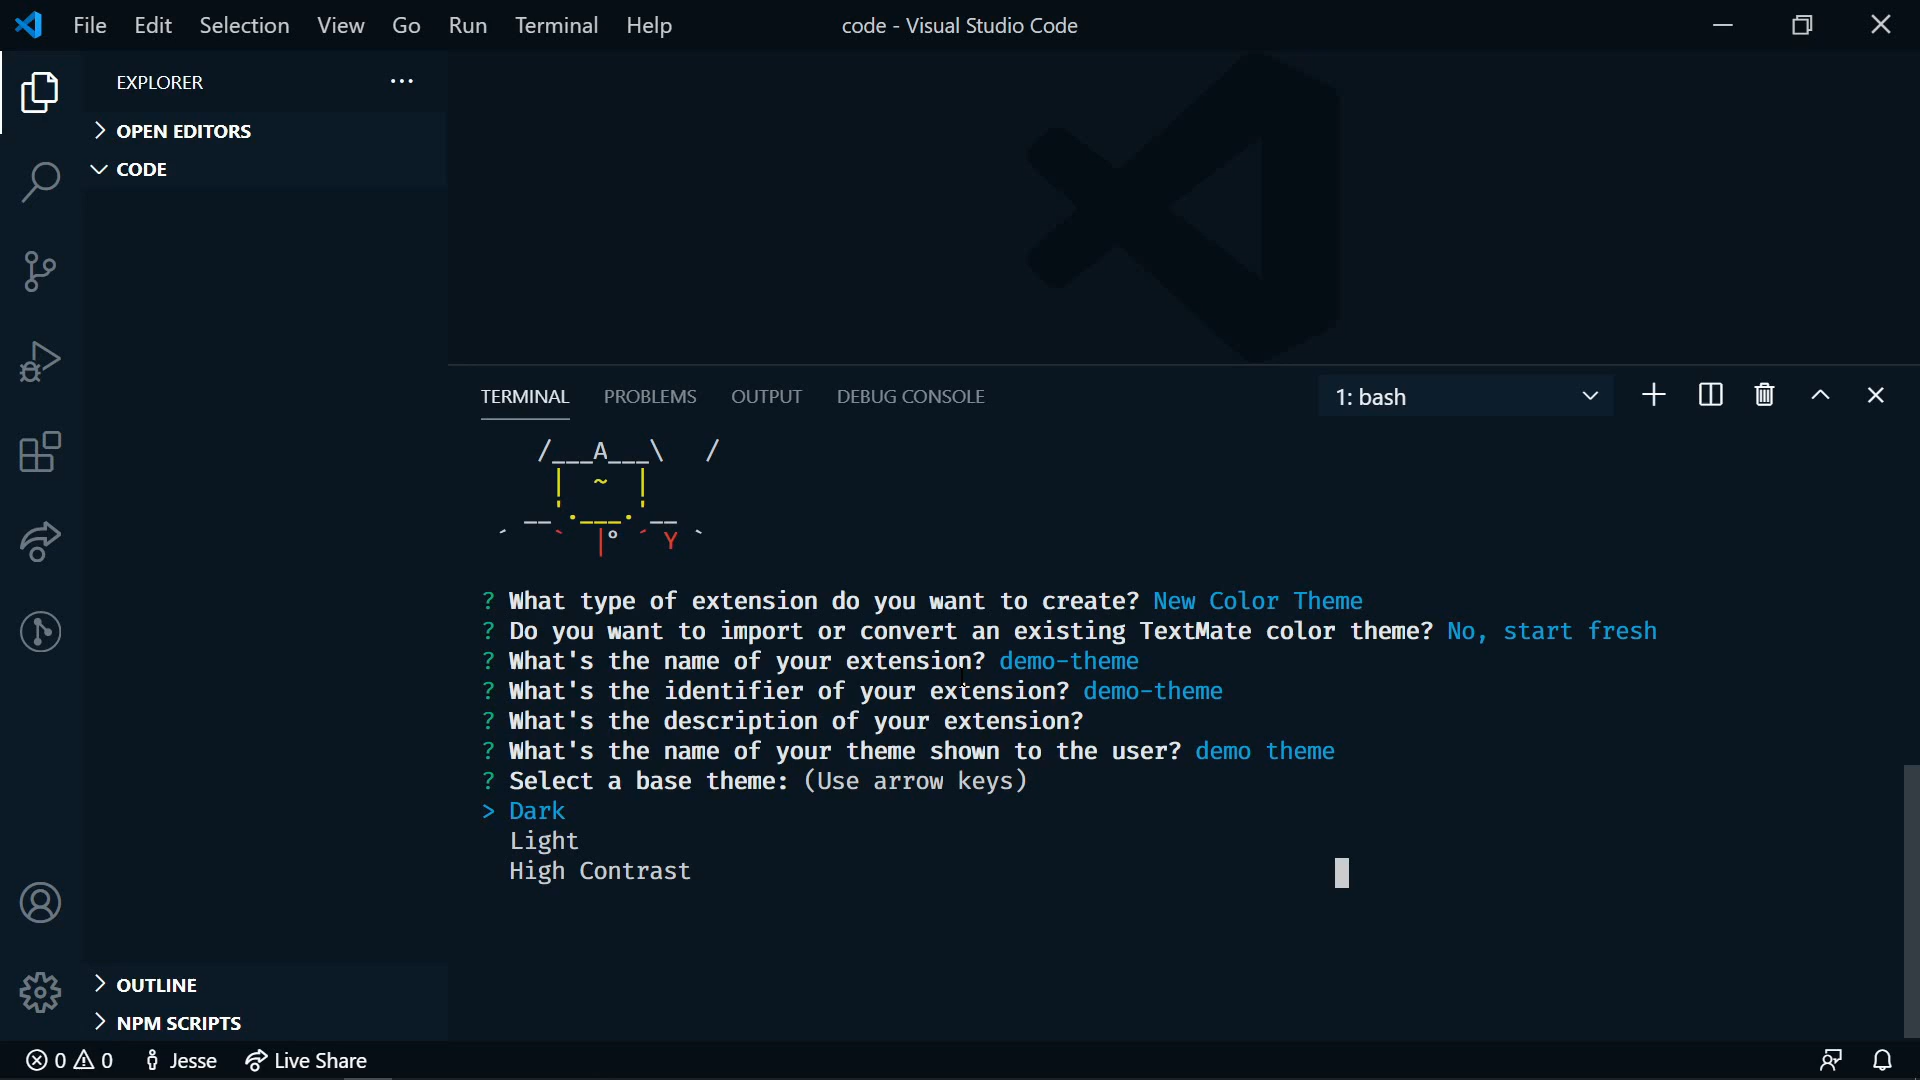 File Edit Selection View Go Run Terminal Help code - Visual Studio Code
EXPLORER ...
OPEN EDITORS
CODE
TERMINAL PROBLEMS OUTPUT DEBUG CONSOLE 1: bash
/___A___\   /
|  ~  |
__'.___.'__
´   `  |° ´ Y `
? What type of extension do you want to create? New Color Theme
? Do you want to import or convert an existing TextMate color theme? No, start fresh
? What's the name of your extension? demo-theme
? What's the identifier of your extension? demo-theme
? What's the description of your extension?
? What's the name of your theme shown to the user? demo theme
? Select a base theme: (Use arrow keys)
> Dark
Light
High Contrast
OUTLINE
NPM SCRIPTS
0 0 Jesse Live Share